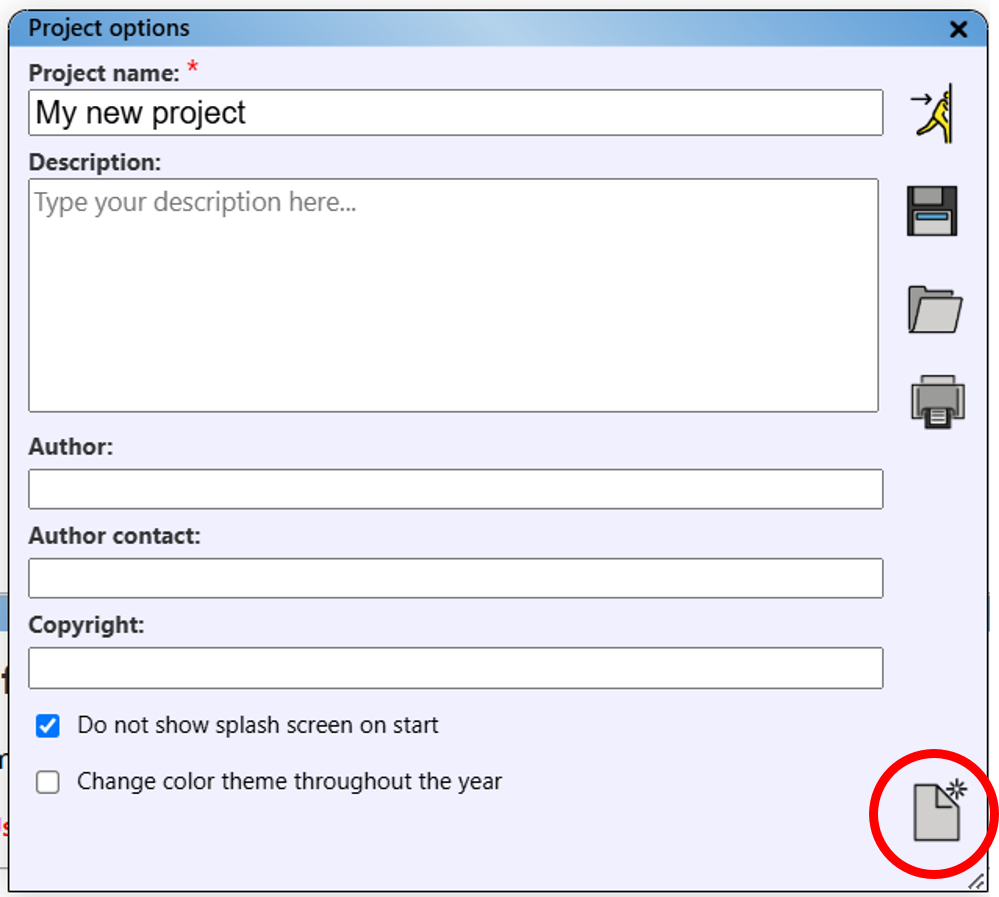 Project options
Project name: *
My new project
Description:
Type your description here...
Author:
Author contact:
Copyright:
Do not show splash screen on start
Change color theme throughout the year